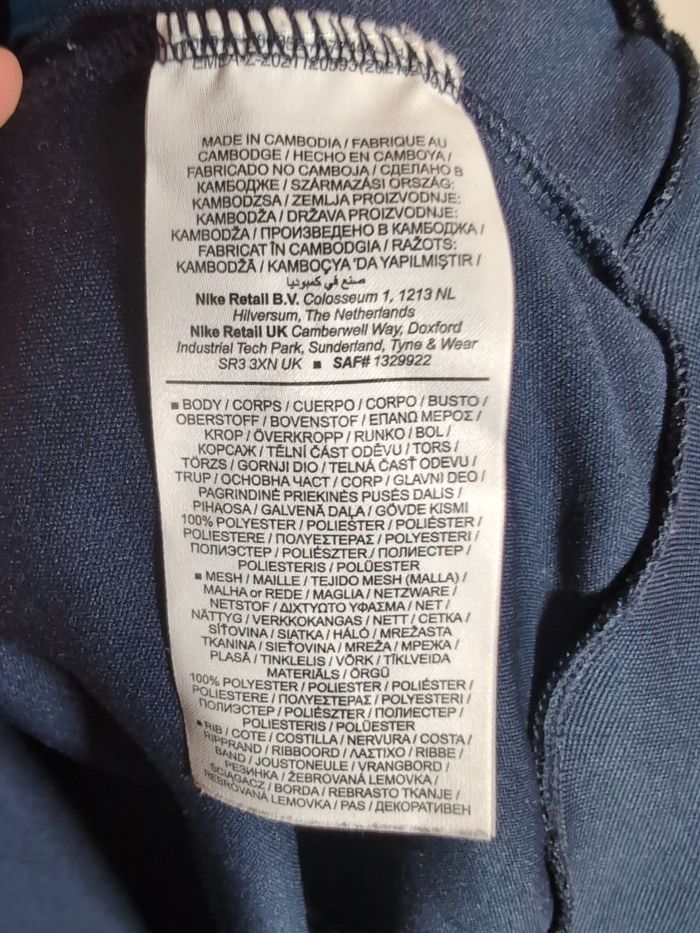 MADE IN CAMBODIA / FABRIQUE AU
CAMBODGE / HECHO EN CAMBOYA /
FABRICADO NO CAMBOJA / СДЕЛАНО В
КАМБОДЖЕ / SZÁRMAZÁSI ORSZÁG:
KAMBODZSA / ZEMLJA PROIZVODNJE:
KAMBODŽA / DRŽAVA PROIZVODNJE:
KAMBODŽA / ПРОИЗВЕДЕНО В КАМБОДЖА /
FABRICAT ÎN CAMBODGIA / RAŽOTS:
KAMBODŽĀ / KAMBOÇYA 'DA YAPILMIŞTIR /
صنع في كمبوديا
Nike Retail B.V. Colosseum 1, 1213 NL
Hilversum, The Netherlands
Nike Retail UK Camberwell Way, Doxford
Industrial Tech Park, Sunderland, Tyne & Wear
SR3 3XN UK ■ SAF# 1329922
■ BODY / CORPS / CUERPO / CORPO / BUSTO /
OBERSTOFF / BOVENSTOF / ΕΠΑΝΩ ΜΕΡΟΣ /
KROP / ÖVERKROPP / RUNKO / BOL /
КОРСАЖ / TĚLNÍ ČÁST ODĚVU / TORS /
TÖRZS / GORNJI DIO / TELNÁ ČASŤ ODEVU /
TRUP / ОСНОВНА ЧАСТ / CORP / GLAVNI DEO /
PAGRINDINĖ PRIEKINĖS PUSĖS DALIS /
PIHAOSA / GALVENĀ DAĻA / GÖVDE KISMI
100% POLYESTER / POLIESTER / POLIÉSTER /
POLIESTERE / ΠΟΛΥΕΣΤΕΡΑΣ / POLYESTERI /
ПОЛИЭСТЕР / POLIÉSZTER / ПОЛИЕСТЕР /
POLIESTERIS / POLÜESTER
■ MESH / MAILLE / TEJIDO MESH (MALLA) /
MALHA or REDE / MAGLIA / NETZWARE /
NETSTOF / ΔΙΧΤΥΩΤΟ ΥΦΑΣΜΑ / NET /
NÄTTYG / VERKKOKANGAS / NETT / СЕТКА /
SÍŤOVINA / SIATKA / HÁLÓ / MREŽASTA
TKANINA / SIEŤOVINA / MREŽA / МРЕЖА /
PLASĂ / TINKLELIS / VÕRK / TĪKLVEIDA
MATERIĀLS / ÖRGÜ
100% POLYESTER / POLIESTER / POLIÉSTER /
POLIESTERE / ΠΟΛΥΕΣΤΕΡΑΣ / POLYESTERI /
ПОЛИЭСТЕР / POLIÉSZTER / ПОЛИЕСТЕР /
POLIESTERIS / POLÜESTER
■ RIB / COTE / COSTILLA / NERVURA / COSTA /
RIPPRAND / RIBBOORD / ΛΑΣΤΙΧΟ / RIBBE /
BAND / JOUSTONEULE / VRANGBORD /
РЕЗИНКА / ŽEBROVANÁ LEMOVKA /
ŚCIĄGACZ / BORDA / REBRASTO TKANJE /
REBROVANÁ LEMOVKA / PAS / ДЕКОРАТИВЕН